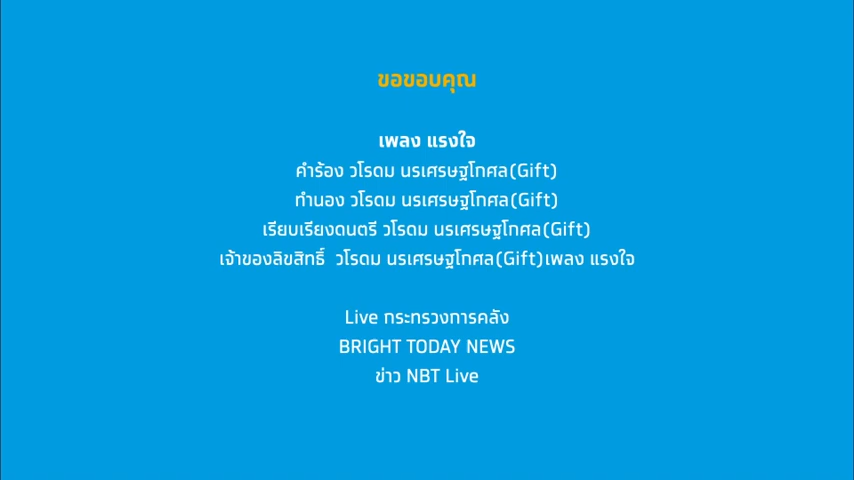 ขอขอบคุณ
เพลง แรงใจ
คำร้อง วโรดม นรเศรษฐโกศล(Gift)
ทำนอง วโรดม นรเศรษฐโกศล(Gift)
เรียบเรียงดนตรี วโรดม นรเศรษฐโกศล(Gift)
เจ้าของลิขสิทธิ์  วโรดม นรเศรษฐโกศล(Gift)เพลง แรงใจ
Live กระทรวงการคลัง
BRIGHT TODAY NEWS
ข่าว NBT Live